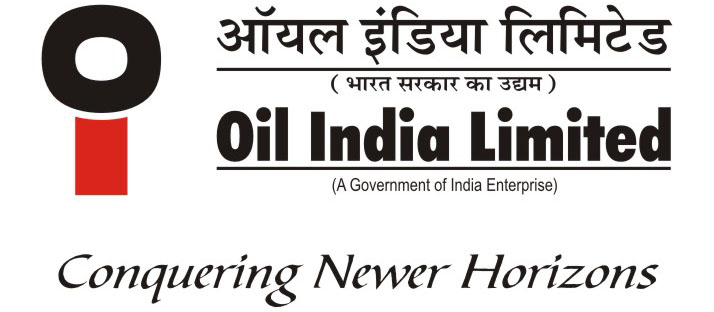 ऑयल इंडिया लिमिटेड
( भारत सरकार का उद्यम )
Oil India Limited
(A Government of India Enterprise)
Conquering Newer Horizons